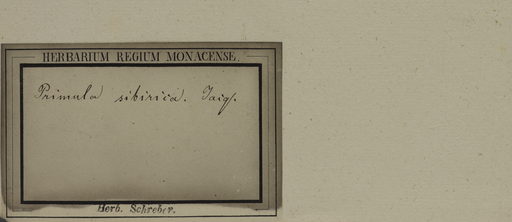 HERBARIUM REGIUM MONACENSE.
Primula sibirica. Jacq.
Herb. Schreber.